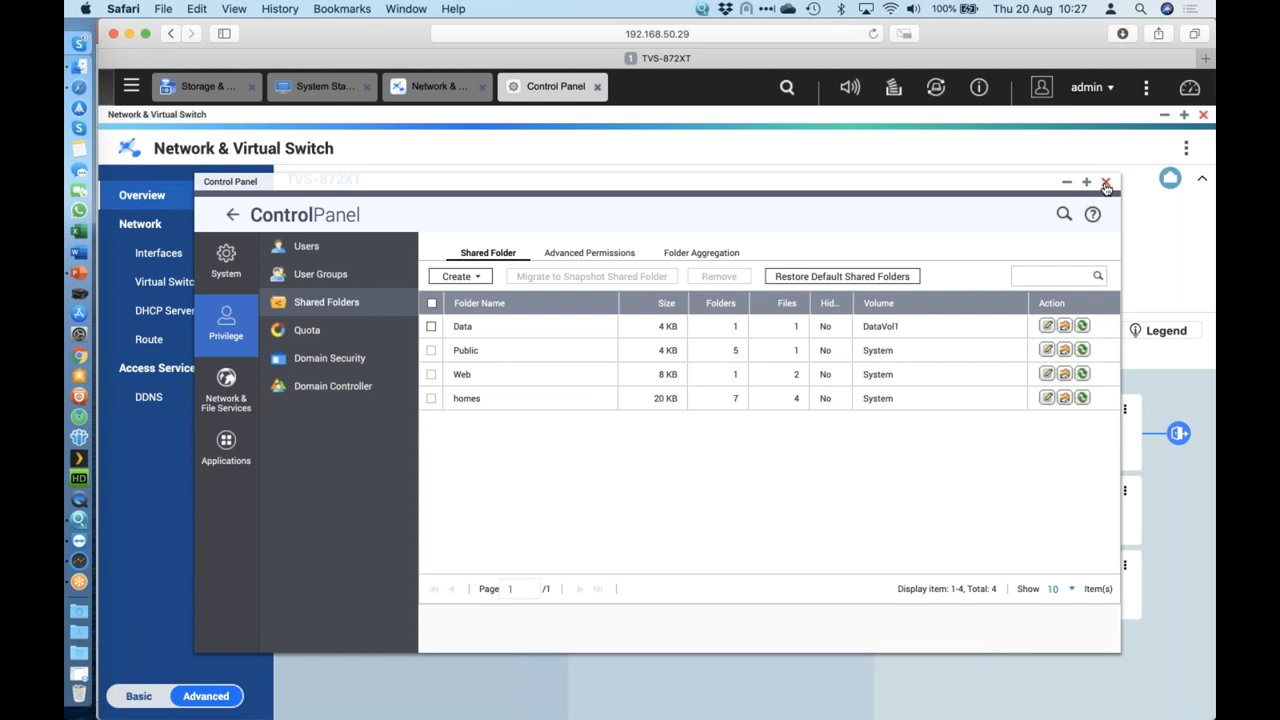 Safari File Edit View History Bookmarks Window Help 100% Thu 20 Aug 10:27
192.168.50.29
1 TVS-872XT
Storage & ... System Sta... Network & ... Control Panel admin
Network & Virtual Switch
Network & Virtual Switch
TVS-872XT
Overview
Network
Interfaces
Virtual Switc
DHCP Server
Route
Access Service
DDNS
Basic Advanced
Control Panel
ControlPanel
System
Privilege
Network &
File Services
Applications
Users
User Groups
Shared Folders
Quota
Domain Security
Domain Controller
Shared Folder Advanced Permissions Folder Aggregation
Create Migrate to Snapshot Shared Folder Remove Restore Default Shared Folders
Folder Name Size Folders Files Hid.. Volume Action
Data 4 KB 1 1 No DataVol1
Public 4 KB 5 1 No System
Web 8 KB 1 2 No System
homes 20 KB 7 4 No System
Page 1 /1 Display item: 1-4, Total: 4 Show 10 Item(s)
Legend
HD